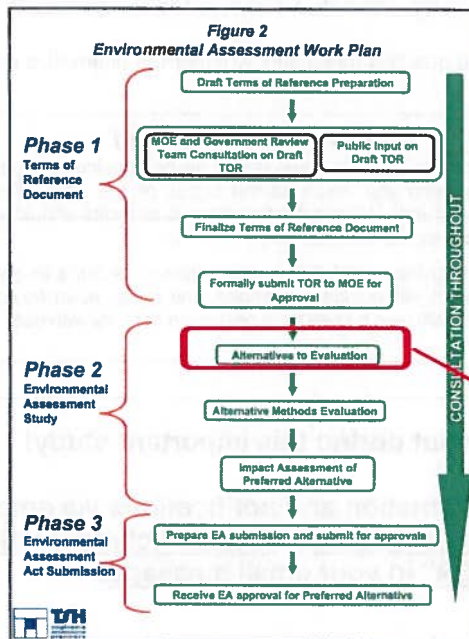 Figure 2
Environmental Assessment Work Plan
Draft Terms of Reference Preparation
Phase 1
Terms of
Reference
Document
MOE and Government Review
Team Consultation on Draft
TOR
Public Input on
Draft TOR
Finalize Terms of Reference Document
Formally submit TOR to MOE for
Approval
Phase 2
Environmental
Assessment
Study
Alternatives to Evaluation
Alternative Methods Evaluation
Impact Assessment of
Preferred Alternative
Phase 3
Environmental
Assessment
Act Submission
Prepare EA submission and submit for approvals
Receive EA approval for Preferred Alternative
CONSULTATION THROUGHOUT
TSH